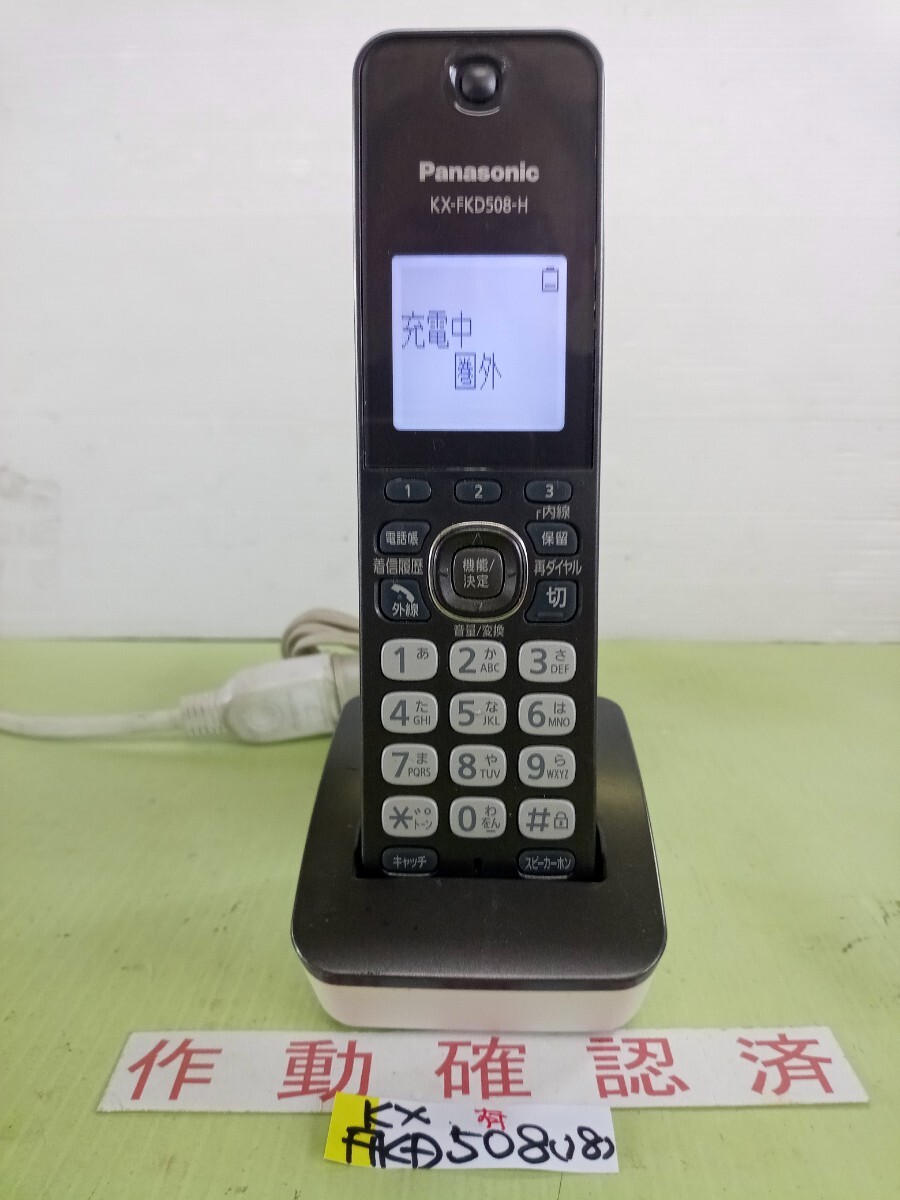 Panasonic
KX-FKD508-H
充電中
圏外
1 2 3
内線
電話帳 保留
機能/
決定
着信履歴 再ダイヤル
外線 切
音量/変換
1 あ 2 か ABC 3 さ DEF
4 た GHI 5 な JKL 6 は MNO
7 ま PQRS 8 や TUV 9 ら WXYZ
* ゛゜ トーン 0 わをん #
キャッチ スピーカーホン
作動確認済
KX
FKD508(18)